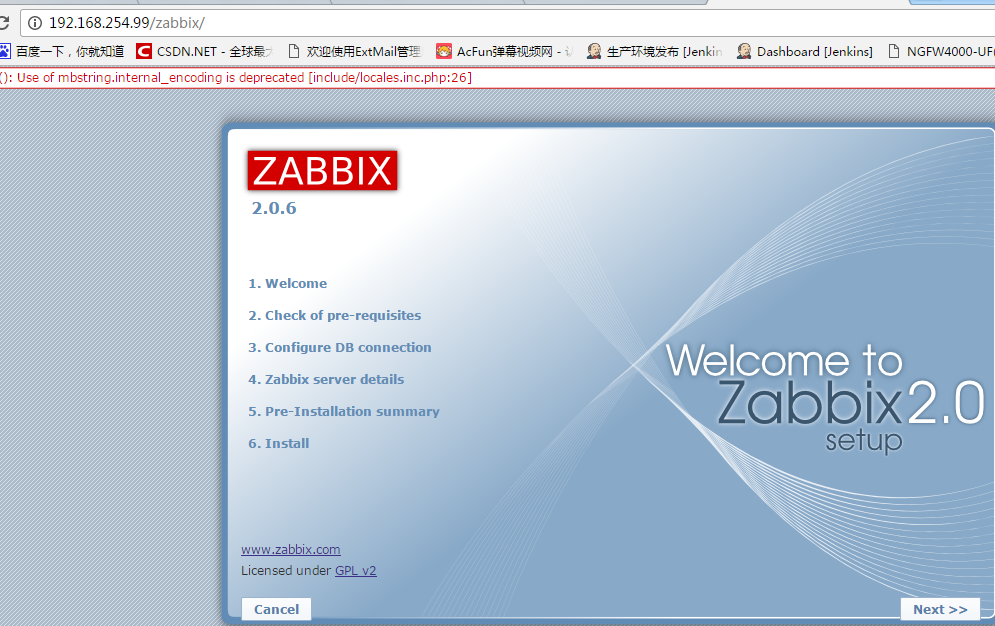 192.168.254.99/zabbix/
百度一下，你就知道 CSDN.NET - 全球最 欢迎使用ExtMail管理 AcFun弹幕视频网 - 生产环境发布 [Jenkin Dashboard [Jenkins] NGFW4000-UF(
(): Use of mbstring.internal_encoding is deprecated [include/locales.inc.php:26]
ZABBIX
2.0.6
1. Welcome
2. Check of pre-requisites
3. Configure DB connection
4. Zabbix server details
5. Pre-Installation summary
6. Install
Welcome to
Zabbix 2.0
setup
www.zabbix.com
Licensed under GPL v2
Cancel Next >>